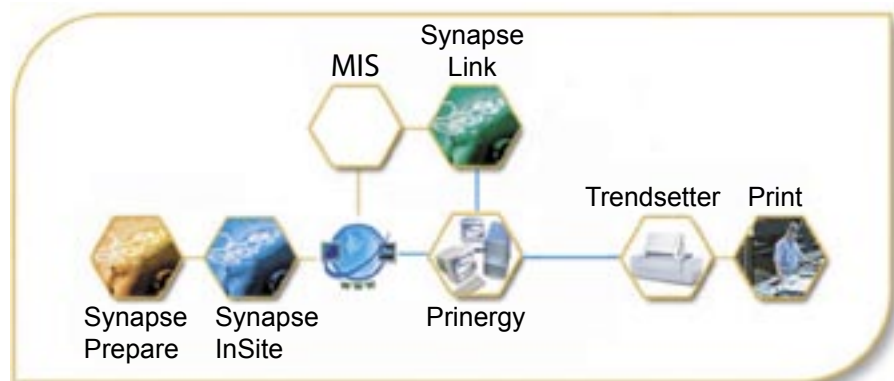 MIS
Synapse
Link
Trendsetter
Print
Synapse
Prepare
Synapse
InSite
Prinergy